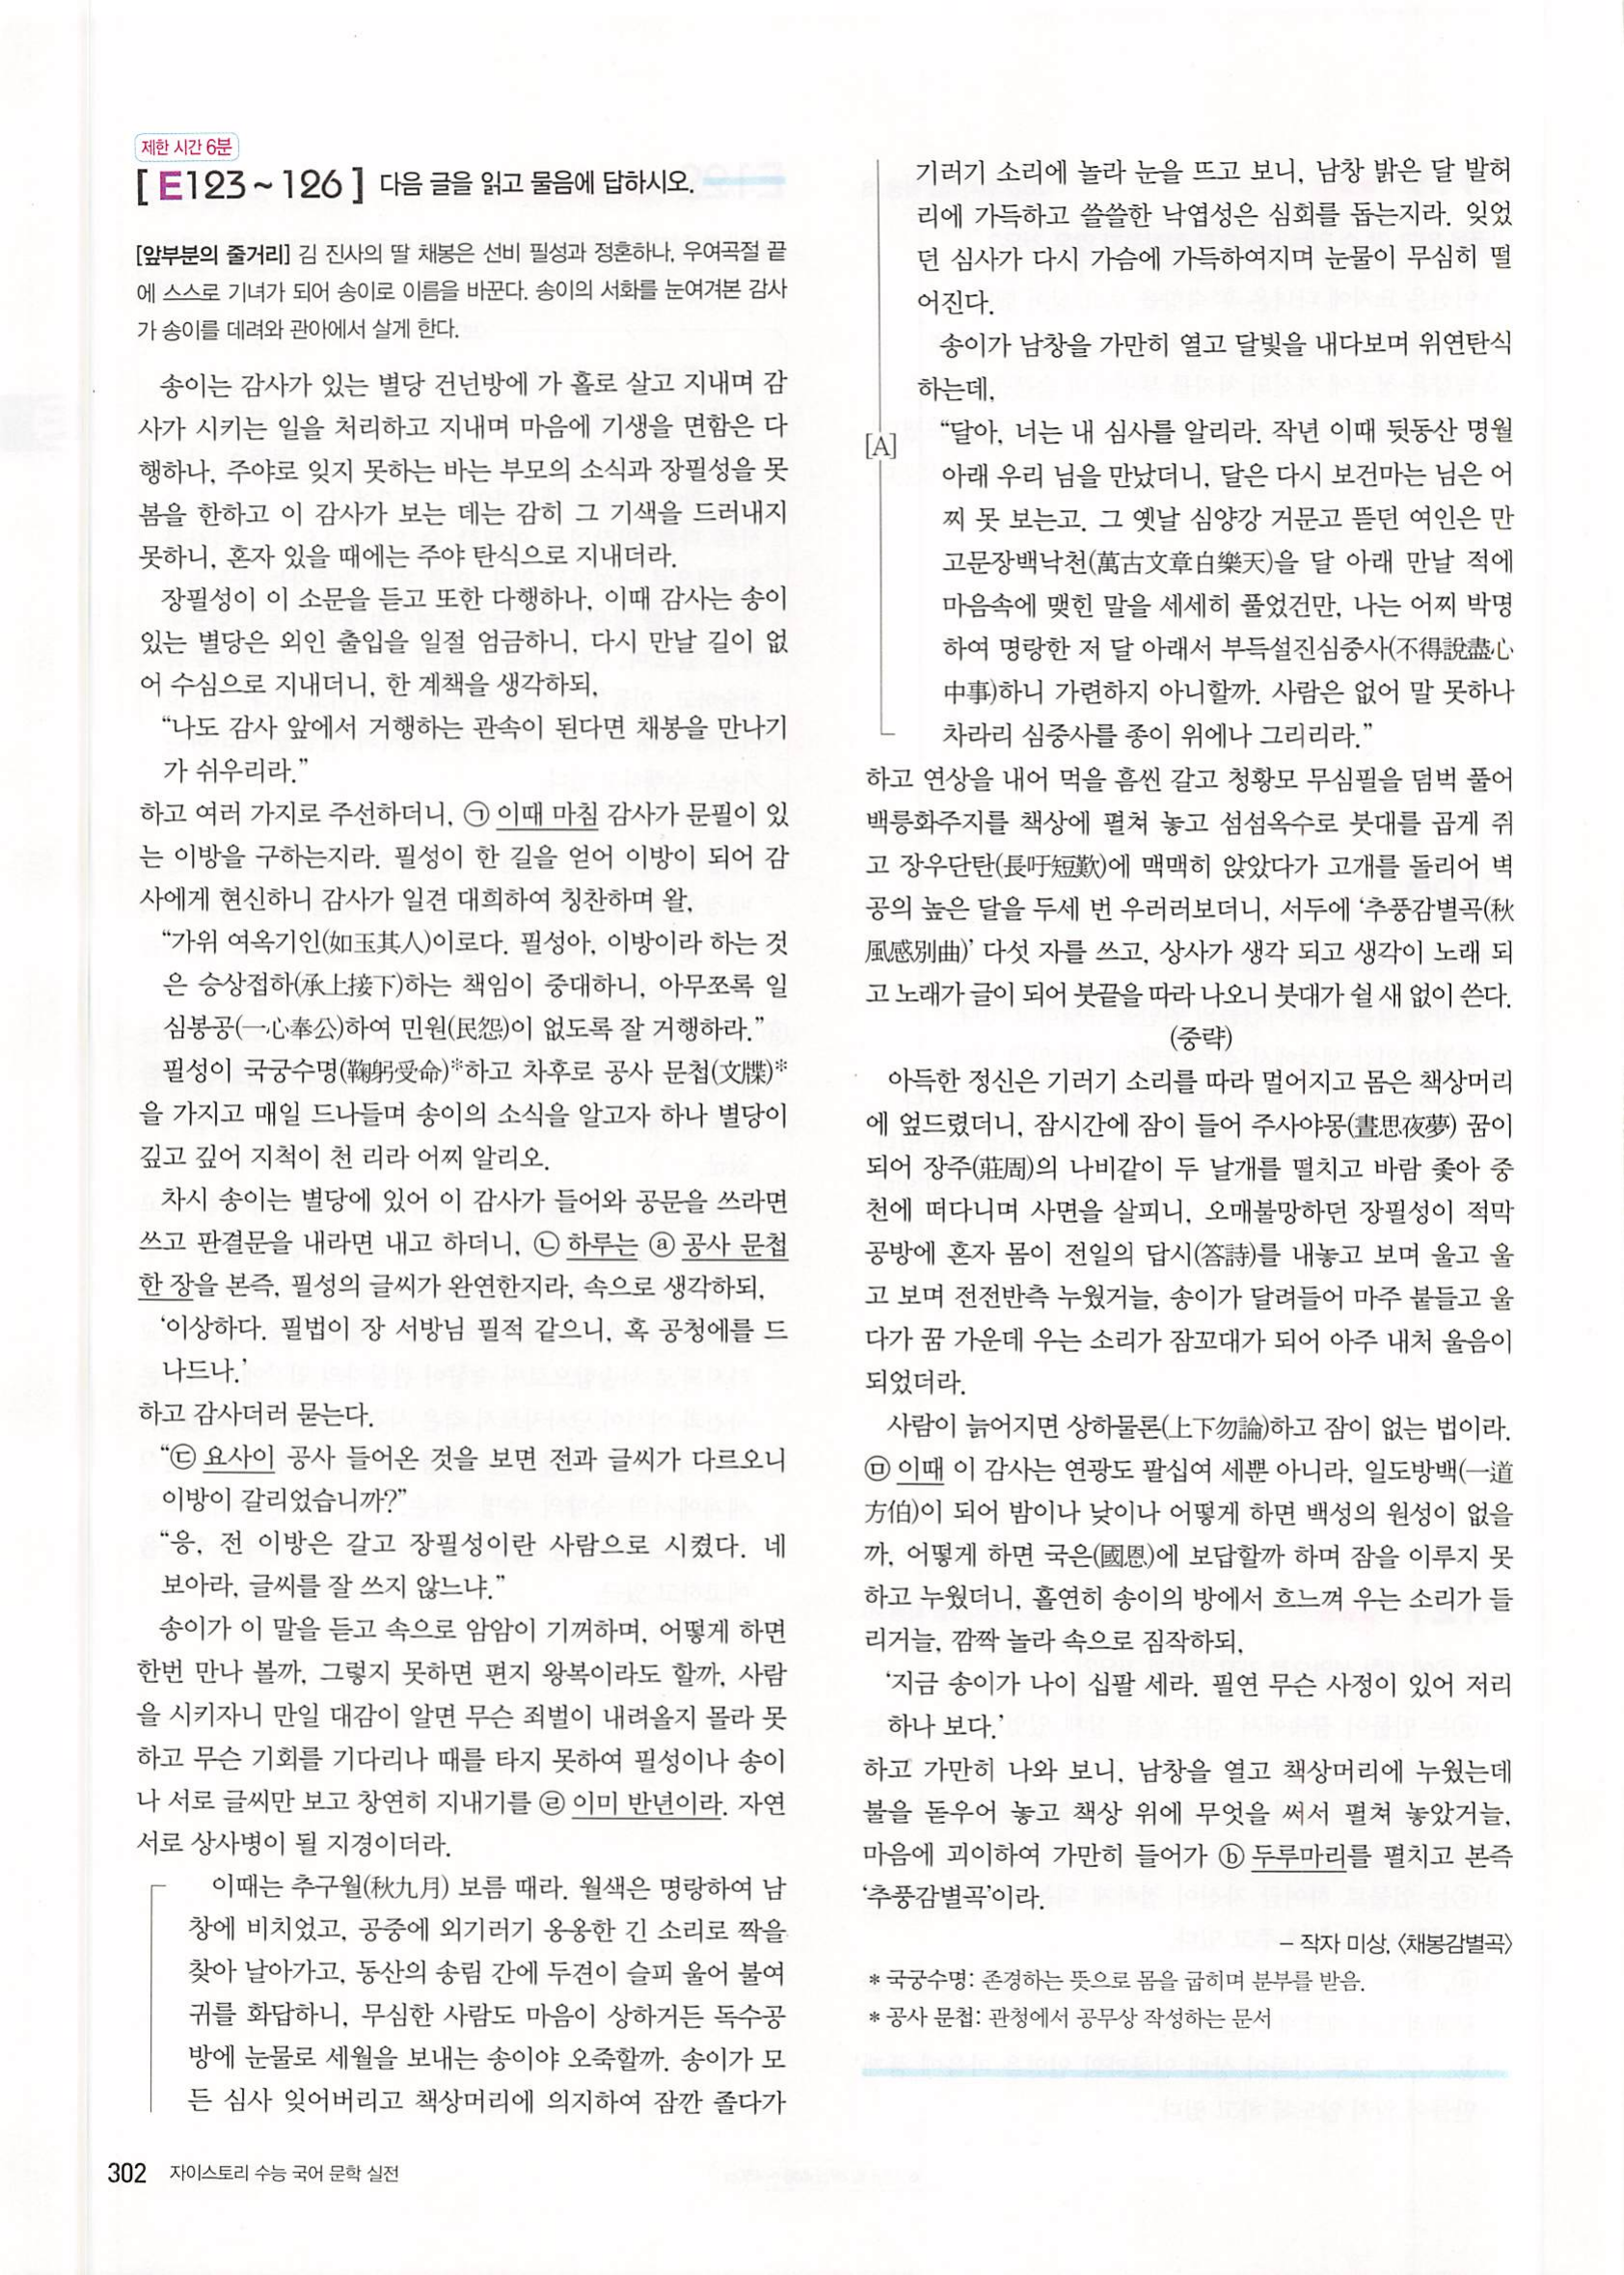 제한 시간 6분
[ E123 ~ 126 ] 다음 글을 읽고 물음에 답하시오.
[앞부분의 줄거리] 김 진사의 딸 채봉은 선비 필성과 정혼하나, 우여곡절 끝
에 스스로 기녀가 되어 송이로 이름을 바꾼다. 송이의 서화를 눈여겨본 감사
가 송이를 데려와 관아에서 살게 한다.
송이는 감사가 있는 별당 건넌방에 가 홀로 살고 지내며 감
사가 시키는 일을 처리하고 지내며 마음에 기생을 면함은 다
행하나, 주야로 잊지 못하는 바는 부모의 소식과 장필성을 못
봄을 한하고 이 감사가 보는 데는 감히 그 기색을 드러내지
못하니, 혼자 있을 때에는 주야 탄식으로 지내더라.
장필성이 이 소문을 듣고 또한 다행하나, 이때 감사는 송이
있는 별당은 외인 출입을 일절 엄금하니, 다시 만날 길이 없
어 수심으로 지내더니, 한 계책을 생각하되,
“나도 감사 앞에서 거행하는 관속이 된다면 채봉을 만나기
가 쉬우리라.”
하고 여러 가지로 주선하더니, ㉠ 이때 마침 감사가 문필이 있
는 이방을 구하는지라. 필성이 한 길을 얻어 이방이 되어 감
사에게 현신하니 감사가 일견 대희하여 칭찬하며 왈,
“가위 여옥기인(如玉其人)이로다. 필성아, 이방이라 하는 것
은 승상접하(承上接下)하는 책임이 중대하니, 아무쪼록 일
심봉공(一心奉公)하여 민원(民怨)이 없도록 잘 거행하라.”
필성이 국궁수명(鞠躬受命)*하고 차후로 공사 문첩(文牒)*
을 가지고 매일 드나들며 송이의 소식을 알고자 하나 별당이
깊고 깊어 지척이 천 리라 어찌 알리오.
차시 송이는 별당에 있어 이 감사가 들어와 공문을 쓰라면
쓰고 판결문을 내라면 내고 하더니, ㉡ 하루는 ⓐ 공사 문첩
한 장을 본즉, 필성의 글씨가 완연한지라, 속으로 생각하되,
‘이상하다. 필법이 장 서방님 필적 같으니, 혹 공청에를 드
나드나.’
하고 감사더러 묻는다.
“㉢ 요사이 공사 들어온 것을 보면 전과 글씨가 다르오니
이방이 갈리었습니까?”
“응, 전 이방은 갈고 장필성이란 사람으로 시켰다. 네
보아라, 글씨를 잘 쓰지 않느냐.”
송이가 이 말을 듣고 속으로 암암이 기꺼하며, 어떻게 하면
한번 만나 볼까, 그렇지 못하면 편지 왕복이라도 할까, 사람
을 시키자니 만일 대감이 알면 무슨 죄벌이 내려올지 몰라 못
하고 무슨 기회를 기다리나 때를 타지 못하여 필성이나 송이
나 서로 글씨만 보고 창연히 지내기를 ㉣ 이미 반년이라. 자연
서로 상사병이 될 지경이더라.
이때는 추구월(秋九月) 보름 때라. 월색은 명랑하여 남
창에 비치었고, 공중에 외기러기 옹옹한 긴 소리로 짝을
찾아 날아가고, 동산의 송림 간에 두견이 슬피 울어 불여
귀를 화답하니, 무심한 사람도 마음이 상하거든 독수공
방에 눈물로 세월을 보내는 송이야 오죽할까. 송이가 모
든 심사 잊어버리고 책상머리에 의지하여 잠깐 졸다가
302 자이스토리 수능 국어 문학 실전
기러기 소리에 놀라 눈을 뜨고 보니, 남창 밝은 달 발허
리에 가득하고 쓸쓸한 낙엽성은 심회를 돕는지라. 잊었
던 심사가 다시 가슴에 가득하여지며 눈물이 무심히 떨
어진다.
송이가 남창을 가만히 열고 달빛을 내다보며 위연탄식
하는데,
[A]
“달아, 너는 내 심사를 알리라. 작년 이때 뒷동산 명월
아래 우리 님을 만났더니, 달은 다시 보건마는 님은 어
찌 못 보는고. 그 옛날 심양강 거문고 뜯던 여인은 만
고문장백낙천(萬古文章白樂天)을 달 아래 만날 적에
마음속에 맺힌 말을 세세히 풀었건만, 나는 어찌 박명
하여 명랑한 저 달 아래서 부득설진심중사(不得說盡心
中事)하니 가련하지 아니할까. 사람은 없어 말 못하나
차라리 심중사를 종이 위에나 그리리라.”
하고 연상을 내어 먹을 흠씬 갈고 청황모 무심필을 덤벅 풀어
백릉화주지를 책상에 펼쳐 놓고 섬섬옥수로 붓대를 곱게 쥐
고 장우단탄(長吁短歎)에 맥맥히 앉았다가 고개를 돌리어 벽
공의 높은 달을 두세 번 우러러보더니, 서두에 ‘추풍감별곡(秋
風感別曲)’ 다섯 자를 쓰고, 상사가 생각 되고 생각이 노래 되
고 노래가 글이 되어 붓끝을 따라 나오니 붓대가 쉴 새 없이 쓴다.
(중략)
아득한 정신은 기러기 소리를 따라 멀어지고 몸은 책상머리
에 엎드렸더니, 잠시간에 잠이 들어 주사야몽(晝思夜夢) 꿈이
되어 장주(莊周)의 나비같이 두 날개를 떨치고 바람 좇아 중
천에 떠다니며 사면을 살피니, 오매불망하던 장필성이 적막
공방에 혼자 몸이 전일의 답시(答詩)를 내놓고 보며 울고 울
고 보며 전전반측 누웠거늘, 송이가 달려들어 마주 붙들고 울
다가 꿈 가운데 우는 소리가 잠꼬대가 되어 아주 내처 울음이
되었더라.
사람이 늙어지면 상하물론(上下勿論)하고 잠이 없는 법이라.
㉤ 이때 이 감사는 연광도 팔십여 세뿐 아니라, 일도방백(一道
方伯)이 되어 밤이나 낮이나 어떻게 하면 백성의 원성이 없을
까, 어떻게 하면 국은(國恩)에 보답할까 하며 잠을 이루지 못
하고 누웠더니, 홀연히 송이의 방에서 흐느껴 우는 소리가 들
리거늘, 깜짝 놀라 속으로 짐작하되,
‘지금 송이가 나이 십팔 세라. 필연 무슨 사정이 있어 저리
하나 보다.’
하고 가만히 나와 보니, 남창을 열고 책상머리에 누웠는데
불을 돋우어 놓고 책상 위에 무엇을 써서 펼쳐 놓았거늘,
마음에 괴이하여 가만히 들어가 ⓑ 두루마리를 펼치고 본즉
‘추풍감별곡’이라.
– 작자 미상, 〈채봉감별곡〉
* 국궁수명: 존경하는 뜻으로 몸을 굽히며 분부를 받음.
* 공사 문첩: 관청에서 공무상 작성하는 문서